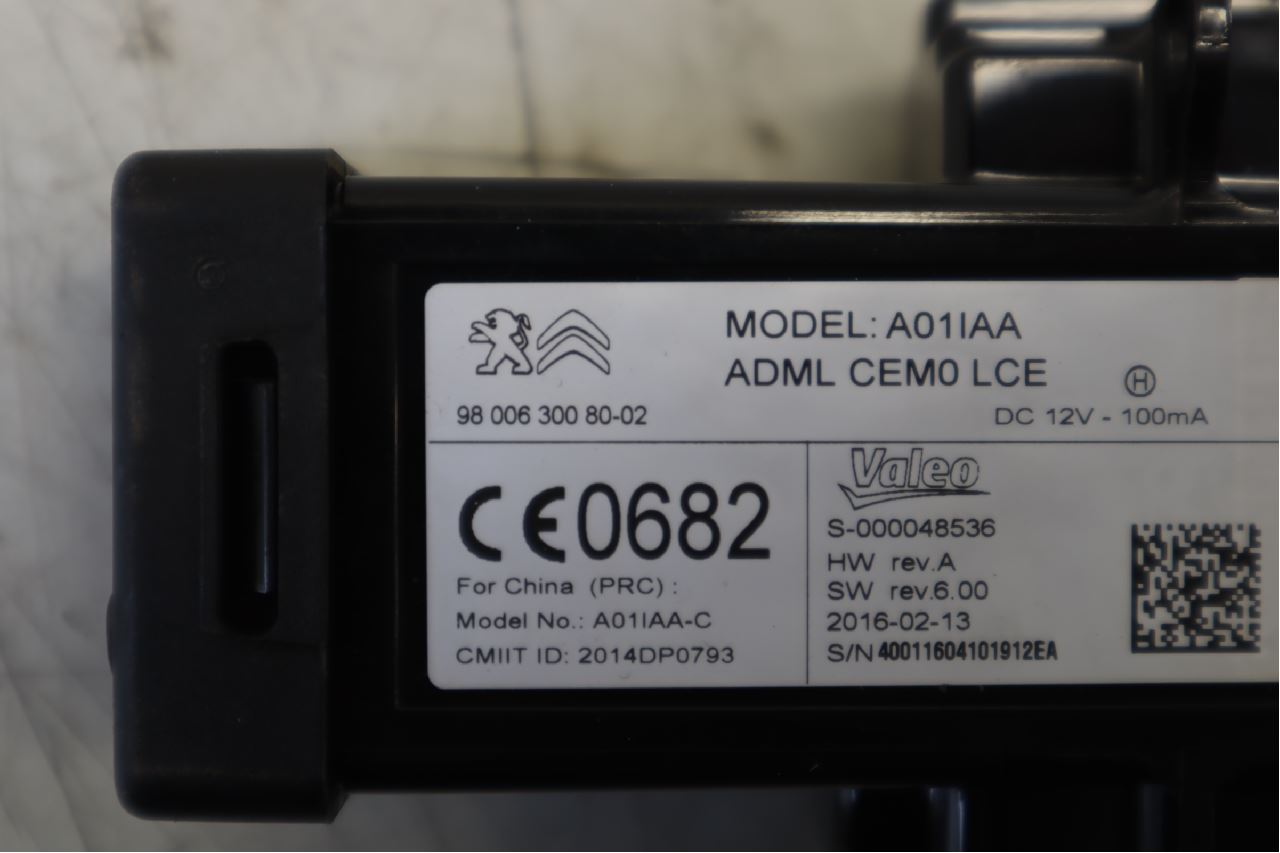 MODEL: A01IAA
ADML CEM0 LCE
H
98 006 300 80-02
DC 12V - 100mA
CE0682
For China (PRC) :
Model No.: A01IAA-C
CMIIT ID: 2014DP0793
Valeo
S-000048536
HW rev.A
SW rev.6.00
2016-02-13
S/N 40011604101912EA